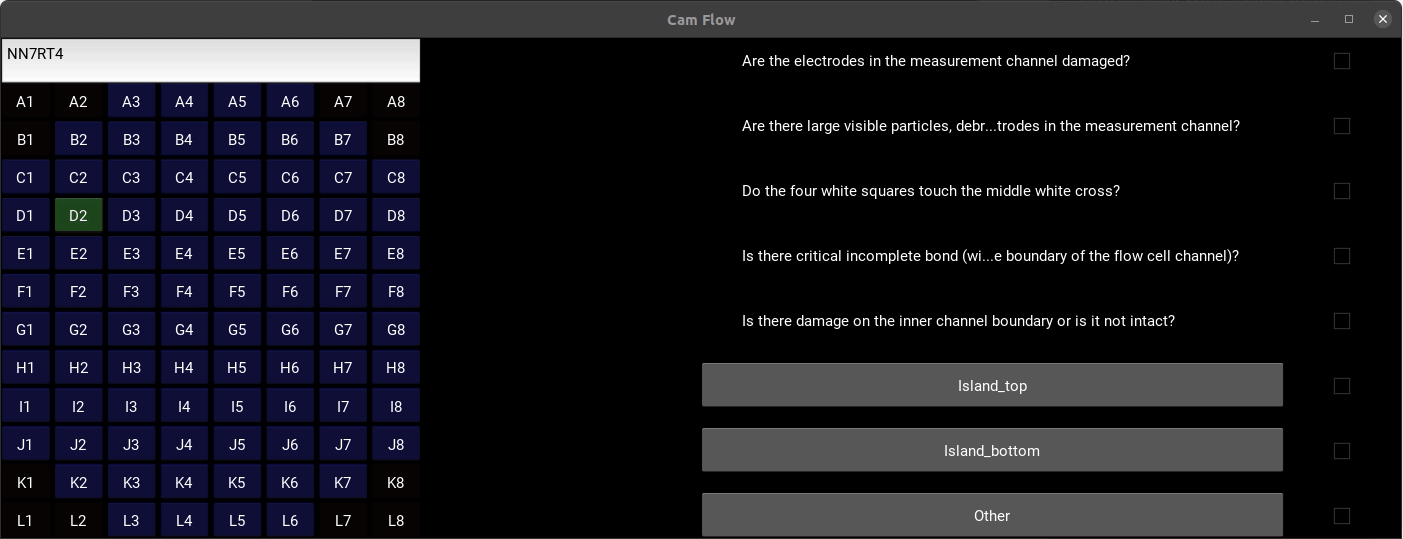 Cam Flow
NN7RT4
A1 A2 A3 A4 A5 A6 A7 A8
B1 B2 B3 B4 B5 B6 B7 B8
C1 C2 C3 C4 C5 C6 C7 C8
D1 D2 D3 D4 D5 D6 D7 D8
E1 E2 E3 E4 E5 E6 E7 E8
F1 F2 F3 F4 F5 F6 F7 F8
G1 G2 G3 G4 G5 G6 G7 G8
H1 H2 H3 H4 H5 H6 H7 H8
I1 I2 I3 I4 I5 I6 I7 I8
J1 J2 J3 J4 J5 J6 J7 J8
K1 K2 K3 K4 K5 K6 K7 K8
L1 L2 L3 L4 L5 L6 L7 L8
Are the electrodes in the measurement channel damaged?
Are there large visible particles, debr...trodes in the measurement channel?
Do the four white squares touch the middle white cross?
Is there critical incomplete bond (wi...e boundary of the flow cell channel)?
Is there damage on the inner channel boundary or is it not intact?
Island_top
Island_bottom
Other